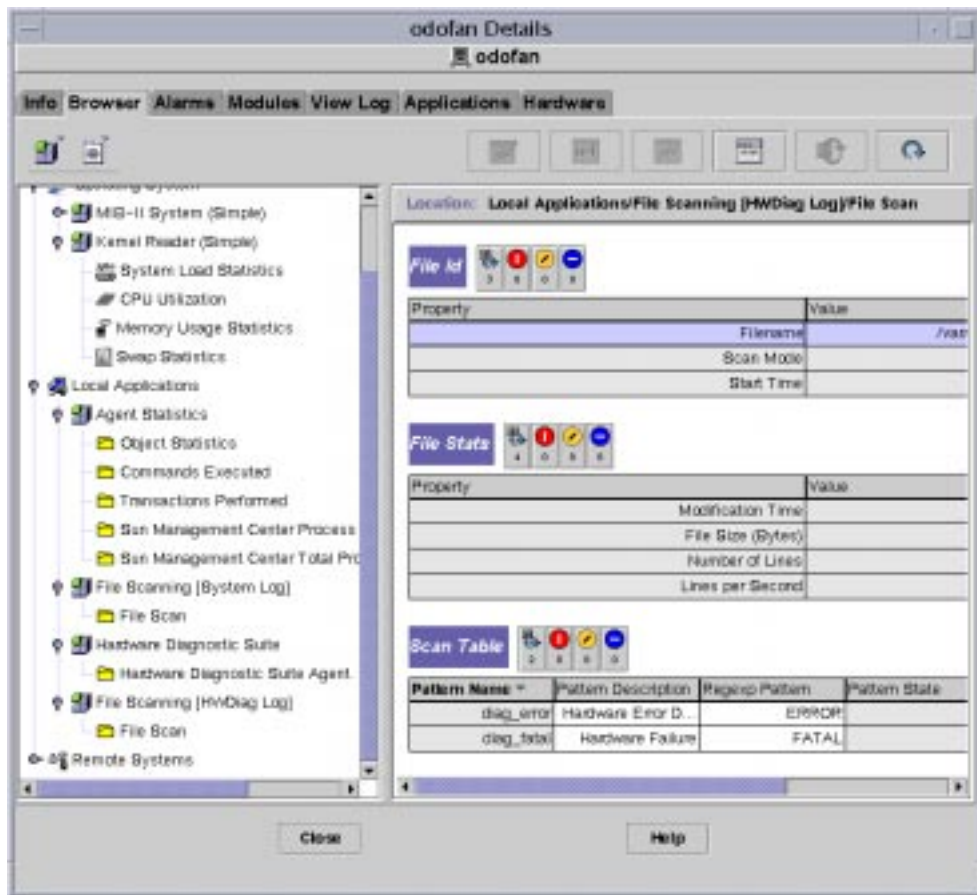 odofan Details
odofan
Info Browser Alarms Modules View Log Applications Hardware
Operating System
MIB-II System (Simple)
Kernel Reader (Simple)
System Load Statistics
CPU Utilization
Memory Usage Statistics
Swap Statistics
Local Applications
Agent Statistics
Object Statistics
Commands Executed
Transactions Performed
Sun Management Center Process
Sun Management Center Total Pro
File Scanning [System Log]
File Scan
Hardware Diagnostic Suite
Hardware Diagnostic Suite Agent
File Scanning [HWDiag Log]
File Scan
Remote Systems
Location: Local Applications/File Scanning [HWDiag Log]/File Scan
File Id
Property Value
Filename /var
Scan Mode
Start Time
File Stats
Property Value
Modification Time
File Size (Bytes)
Number of Lines
Lines per Second
Scan Table
Pattern Name Pattern Description Regexp Pattern Pattern State
diag_error Hardware Error D... ERROR
diag_fatal Hardware Failure FATAL
Close Help